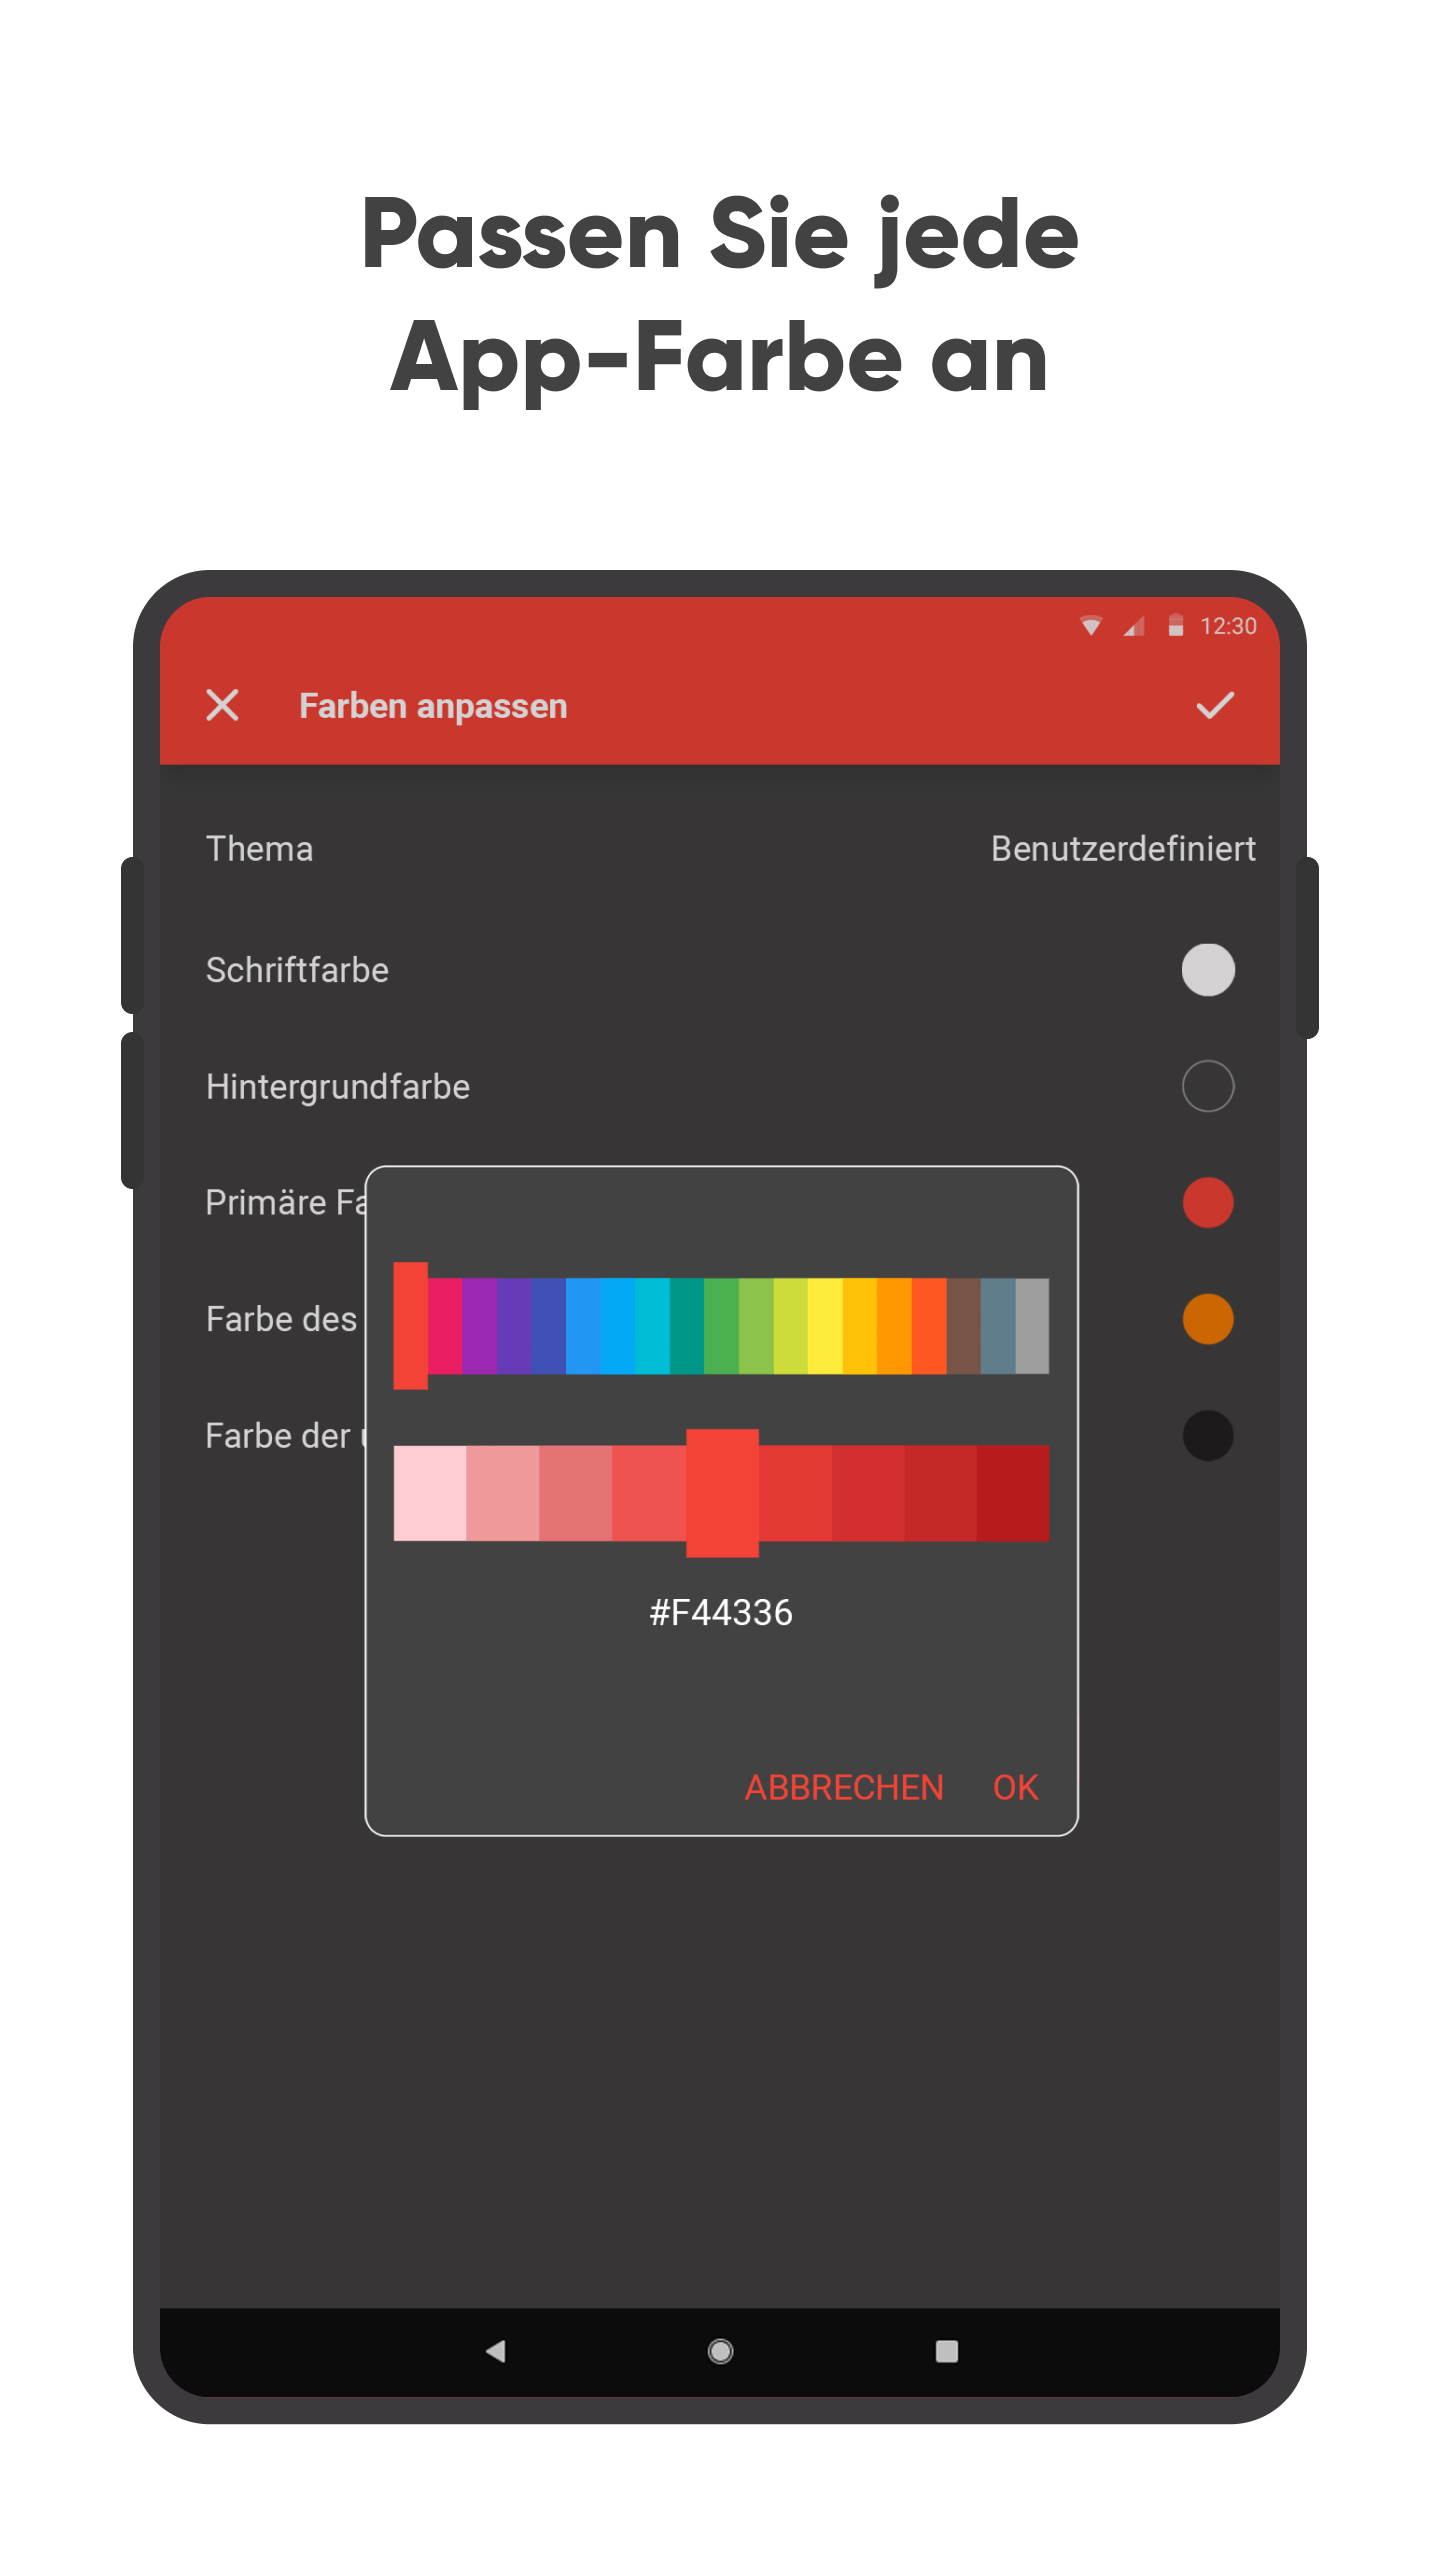 Passen Sie jede
App-Farbe an
12:30
Farben anpassen
Thema Benutzerdefiniert
Schriftfarbe
Hintergrundfarbe
Primäre
Farbe des
Farbe der
#F44336
ABBRECHEN OK